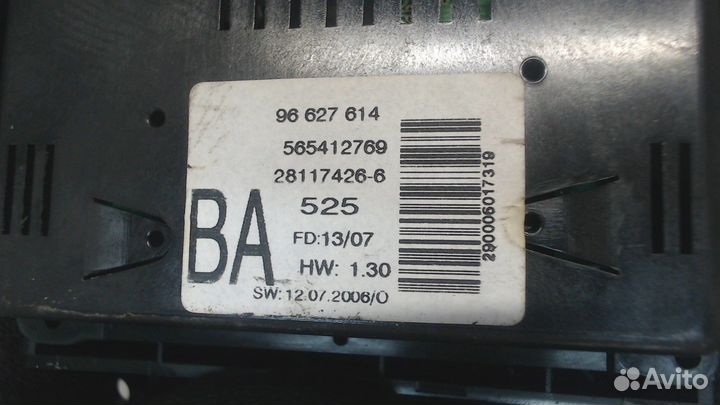 96 627 614
565412769
28117426-6
BA
525
FD:13/07
HW: 1.30
SW:12.07.2006/O
290006017319
Avito